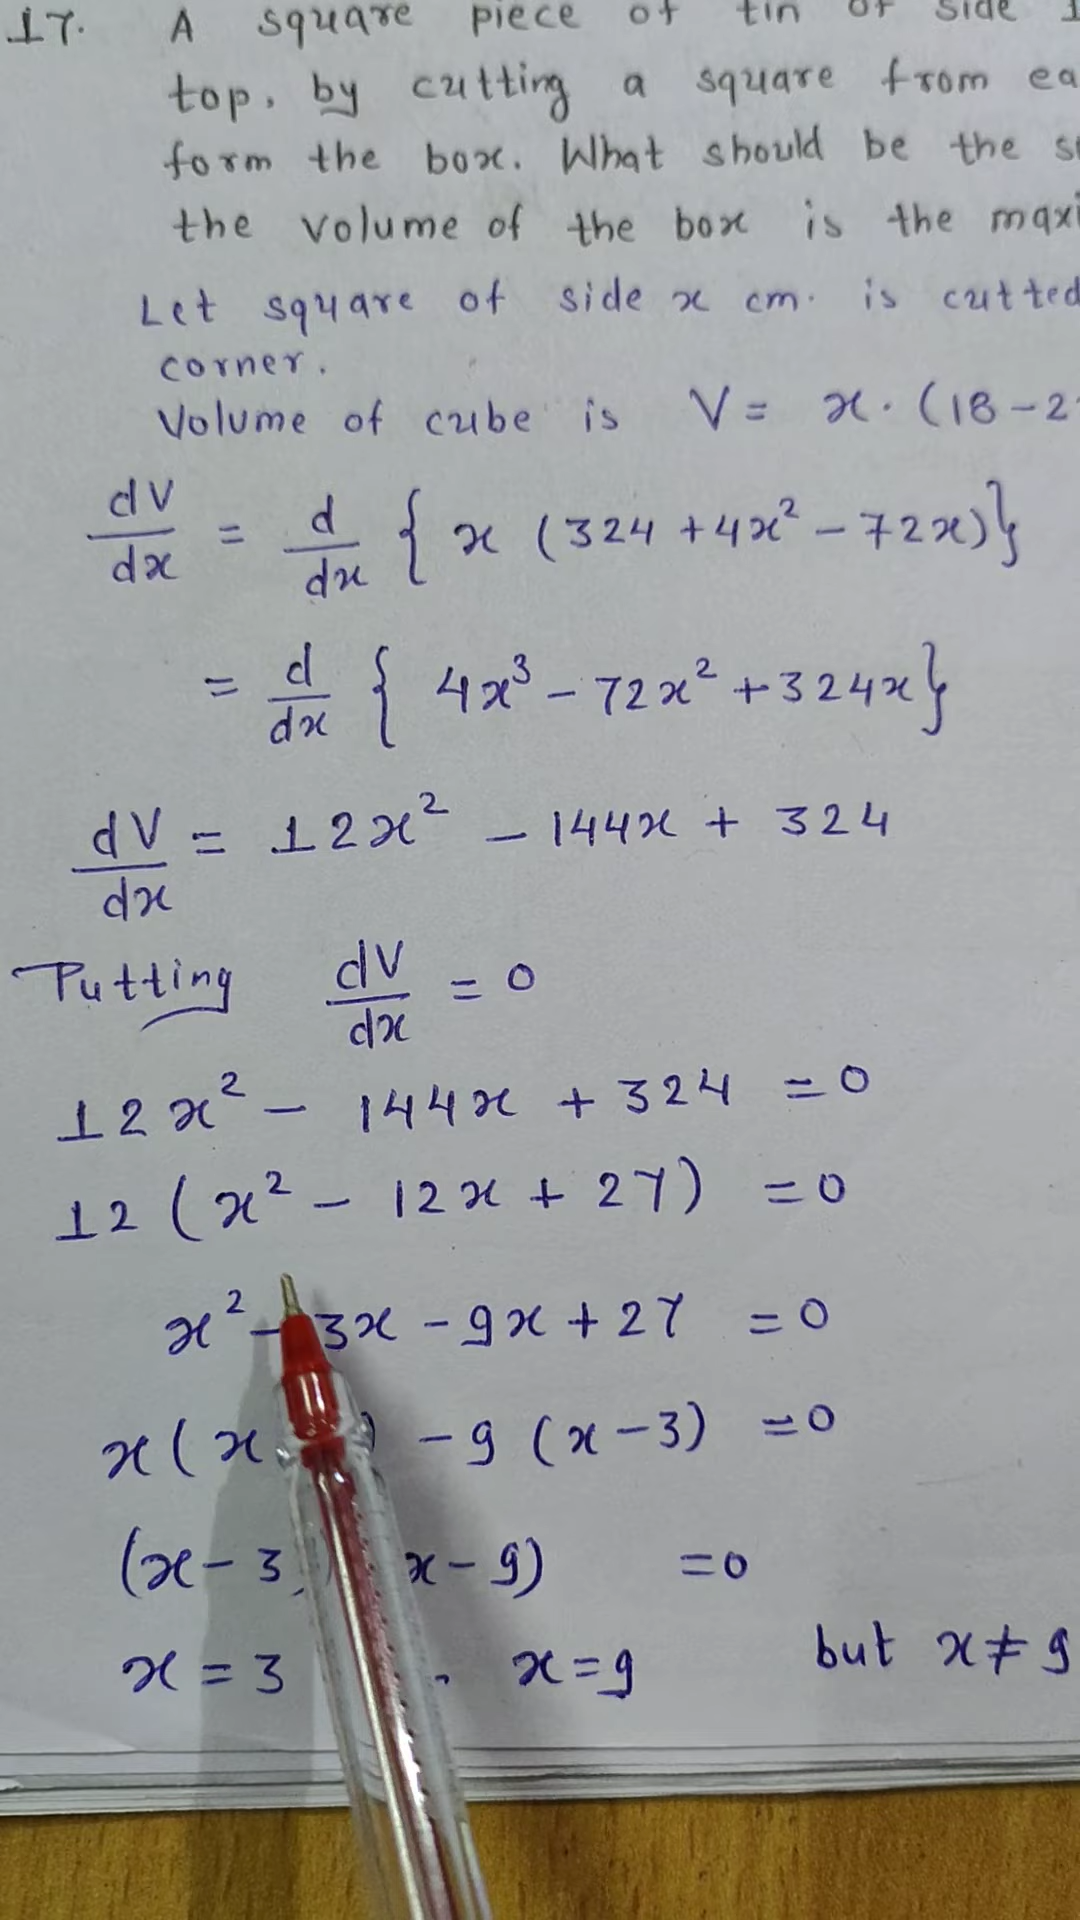 17. A square piece of tin of side
top, by cutting a square from
form the box. What should be the
the volume of the box is the
Let square of side x cm. is cutted
corner.
Volume of cube is V = x. (18-2
dV/dx = d/dx { x (324 + 4x² - 72x)}
= d/dx { 4x³ - 72x² + 324x}
dV/dx = 12x² - 144x + 324
Putting dV/dx = 0
12x² - 144x + 324 = 0
12 (x² - 12x + 27) = 0
x² - 3x - 9x + 27 = 0
x(x ) - 9 (x-3) = 0
(x-3 x-9) = 0
x = 3 , x = 9 but x ≠ 9